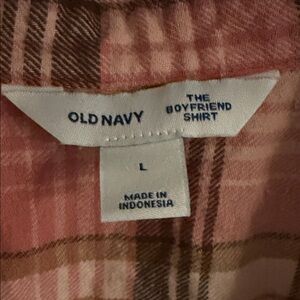 OLD NAVY
THE
BOYFRIEND
SHIRT
L
MADE IN
INDONESIA